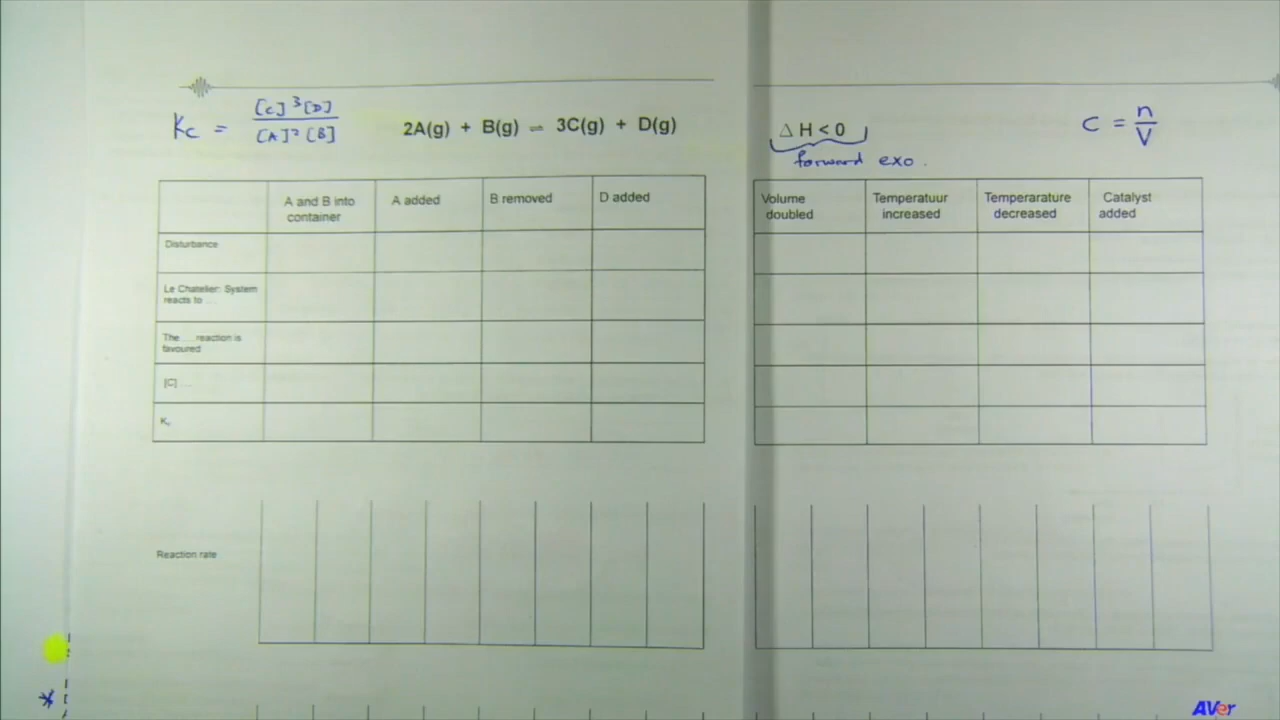 Kc = [C]³[D] / [A]²[B]
2A(g) + B(g) ⇌ 3C(g) + D(g)
Δ H < 0
forward exo.
C = n / V
A and B into
container
A added
B removed
D added
Volume
doubled
Temperatuur
increased
Temperarature
decreased
Catalyst
added
Disturbance
Le Chatelier: System
reacts to ...
The .... reaction is
favoured
[C] ...
Kc
Reaction rate
AVer